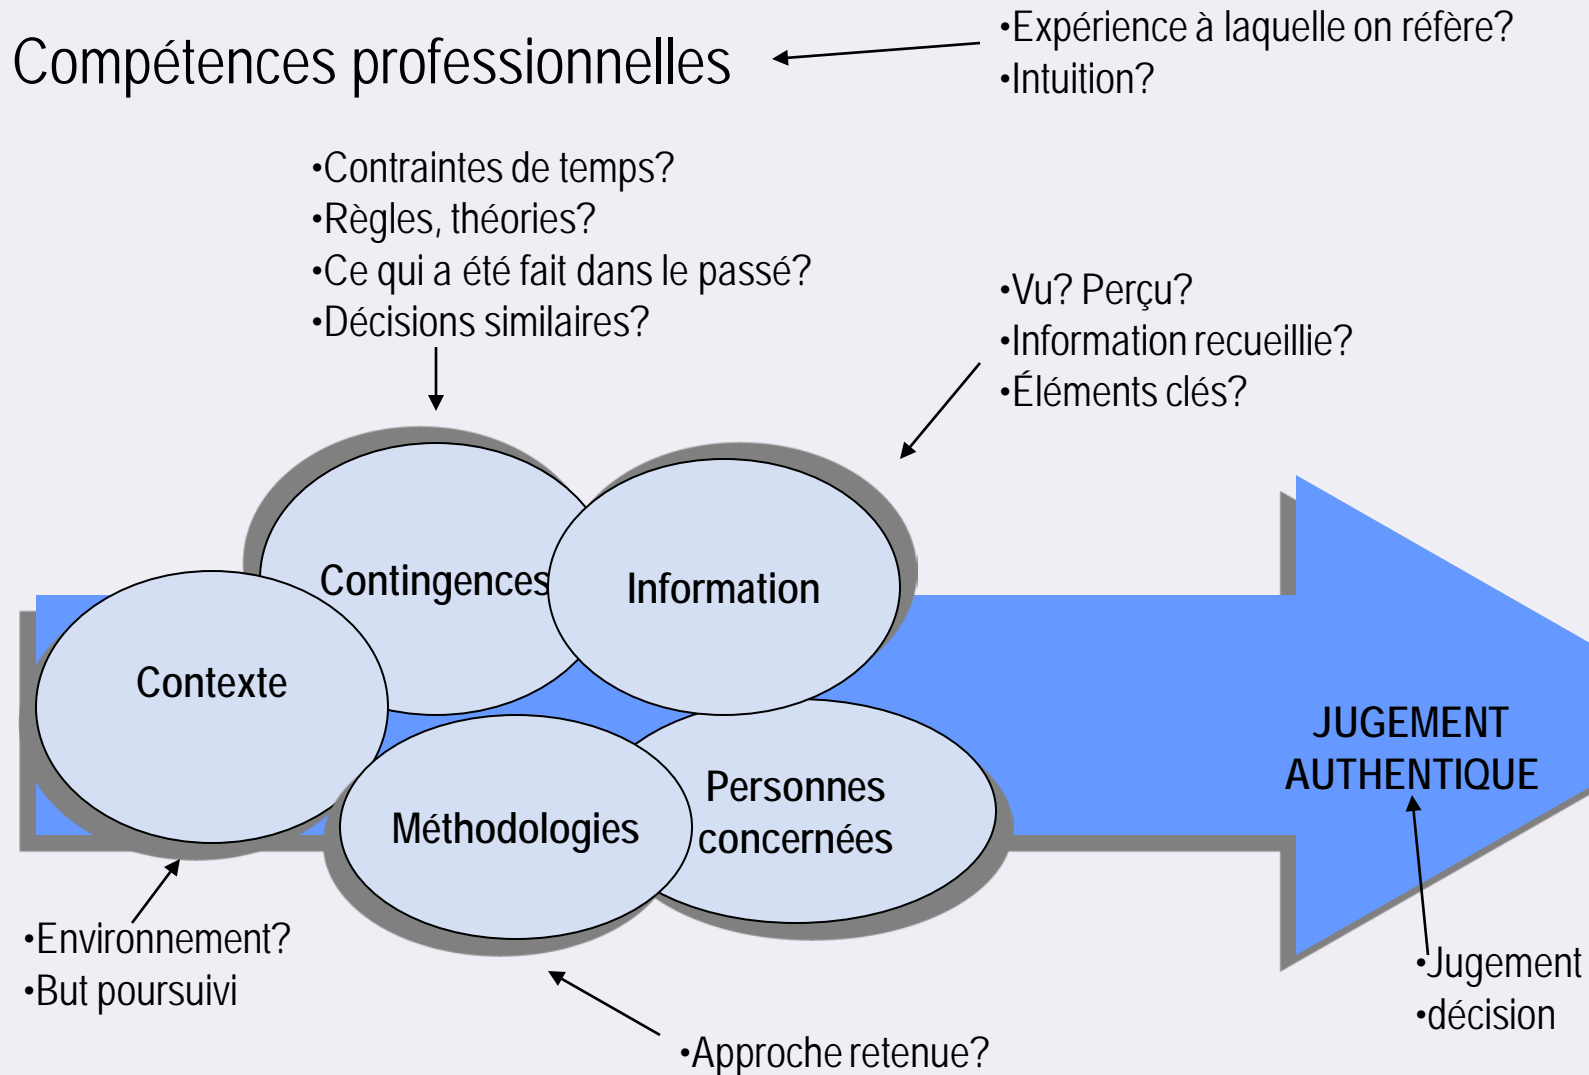 Compétences professionnelles
•Expérience à laquelle on réfère?
•Intuition?
•Contraintes de temps?
•Règles, théories?
•Ce qui a été fait dans le passé?
•Décisions similaires?
•Vu? Perçu?
•Information recueillie?
•Éléments clés?
Contingences
Information
Contexte
Méthodologies
Personnes
concernées
JUGEMENT
AUTHENTIQUE
•Environnement?
•But poursuivi
•Approche retenue?
•Jugement
•décision